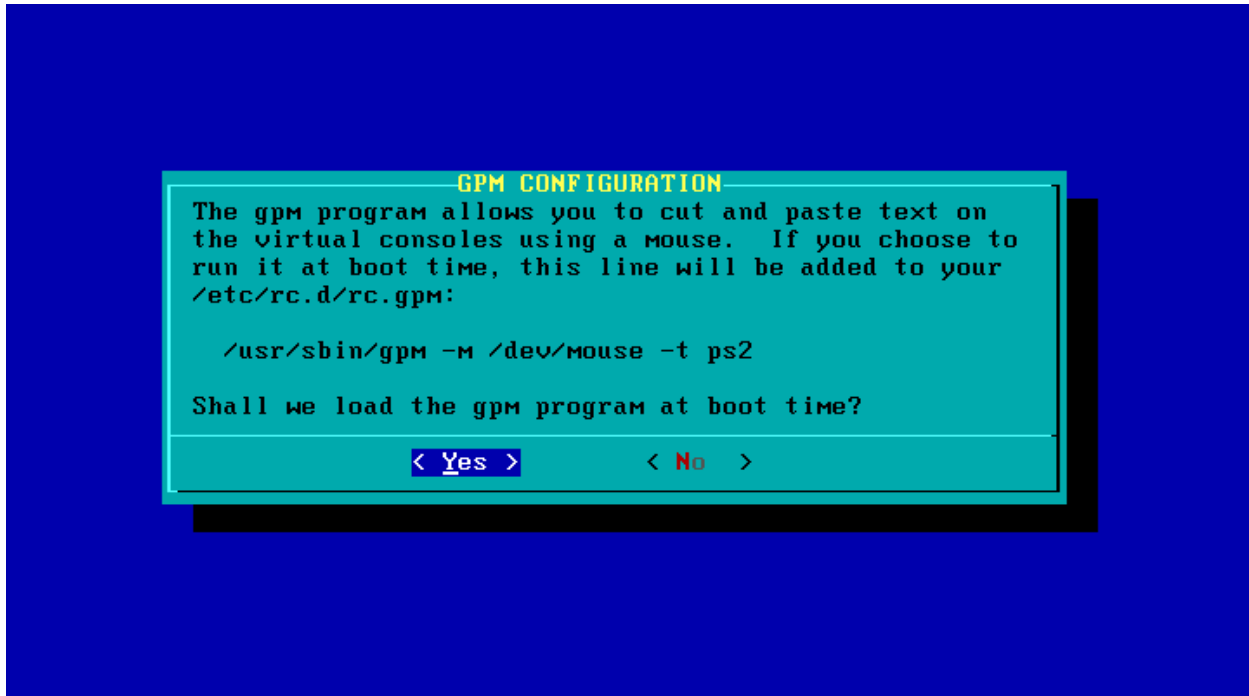 GPM CONFIGURATION
The gpm program allows you to cut and paste text on
the virtual consoles using a mouse.  If you choose to
run it at boot time, this line will be added to your
/etc/rc.d/rc.gpm:
/usr/sbin/gpm -m /dev/mouse -t ps2
Shall we load the gpm program at boot time?
< Yes > < No >